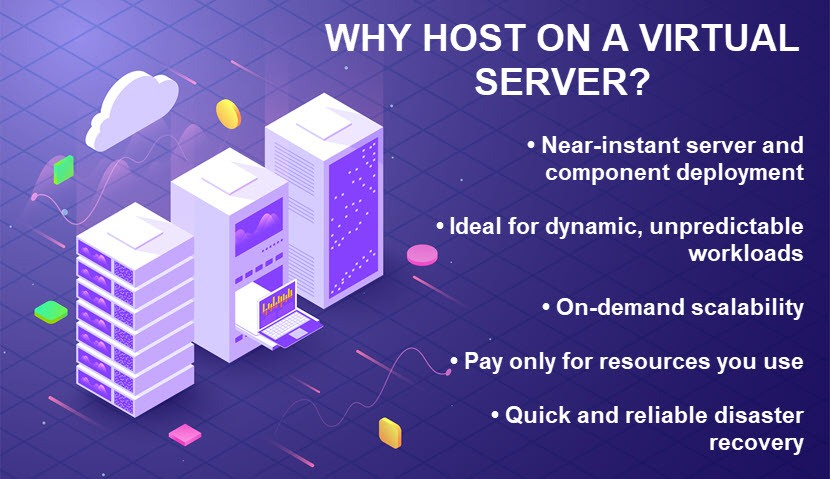 WHY HOST ON A VIRTUAL
SERVER?
• Near-instant server and
component deployment
• Ideal for dynamic, unpredictable
workloads
• On-demand scalability
• Pay only for resources you use
• Quick and reliable disaster
recovery